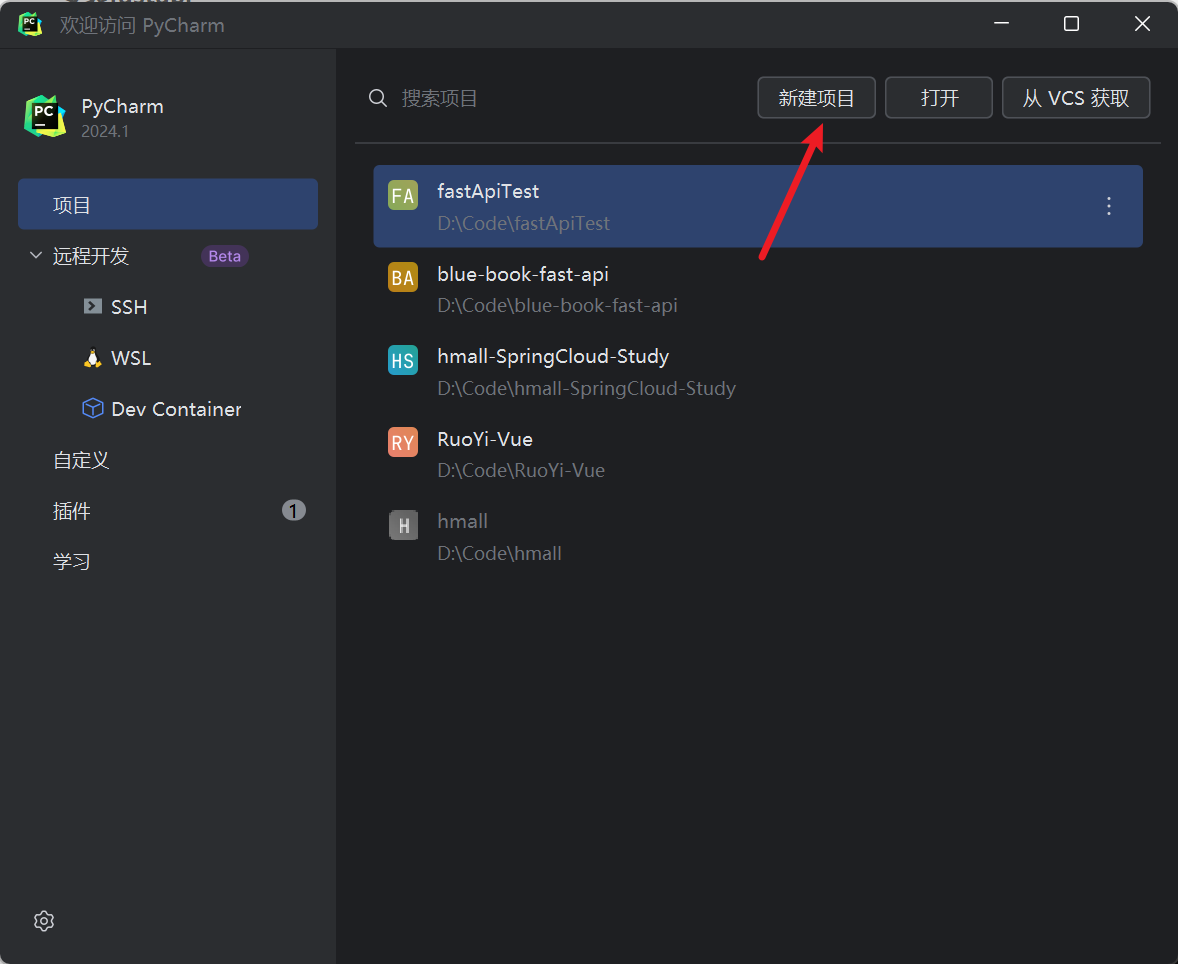 欢迎访问 PyCharm
PyCharm
2024.1
搜索项目
新建项目
打开
从 VCS 获取
项目
远程开发 Beta
SSH
WSL
Dev Container
自定义
插件 1
学习
FA fastApiTest
D:\Code\fastApiTest
BA blue-book-fast-api
D:\Code\blue-book-fast-api
HS hmall-SpringCloud-Study
D:\Code\hmall-SpringCloud-Study
RY RuoYi-Vue
D:\Code\RuoYi-Vue
H hmall
D:\Code\hmall